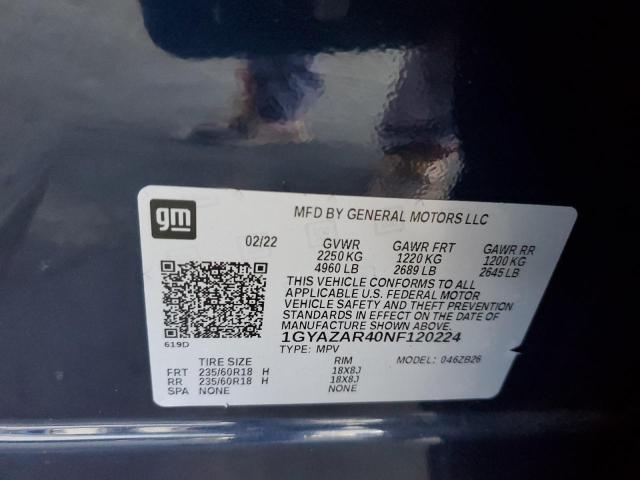 gm
MFD BY GENERAL MOTORS LLC
02/22 GVWR GAWR FRT GAWR RR
2250 KG 1220 KG 1200 KG
4960 LB 2689 LB 2645 LB
THIS VEHICLE CONFORMS TO ALL
APPLICABLE U.S. FEDERAL MOTOR
VEHICLE SAFETY AND THEFT PREVENTION
STANDARDS IN EFFECT ON THE DATE OF
MANUFACTURE SHOWN ABOVE.
1GYAZAR40NF120224
619D
TYPE: MPV MODEL: 046ZB26
TIRE SIZE RIM
FRT 235/60R18 H 18X8J
RR 235/60R18 H 18X8J
SPA NONE NONE